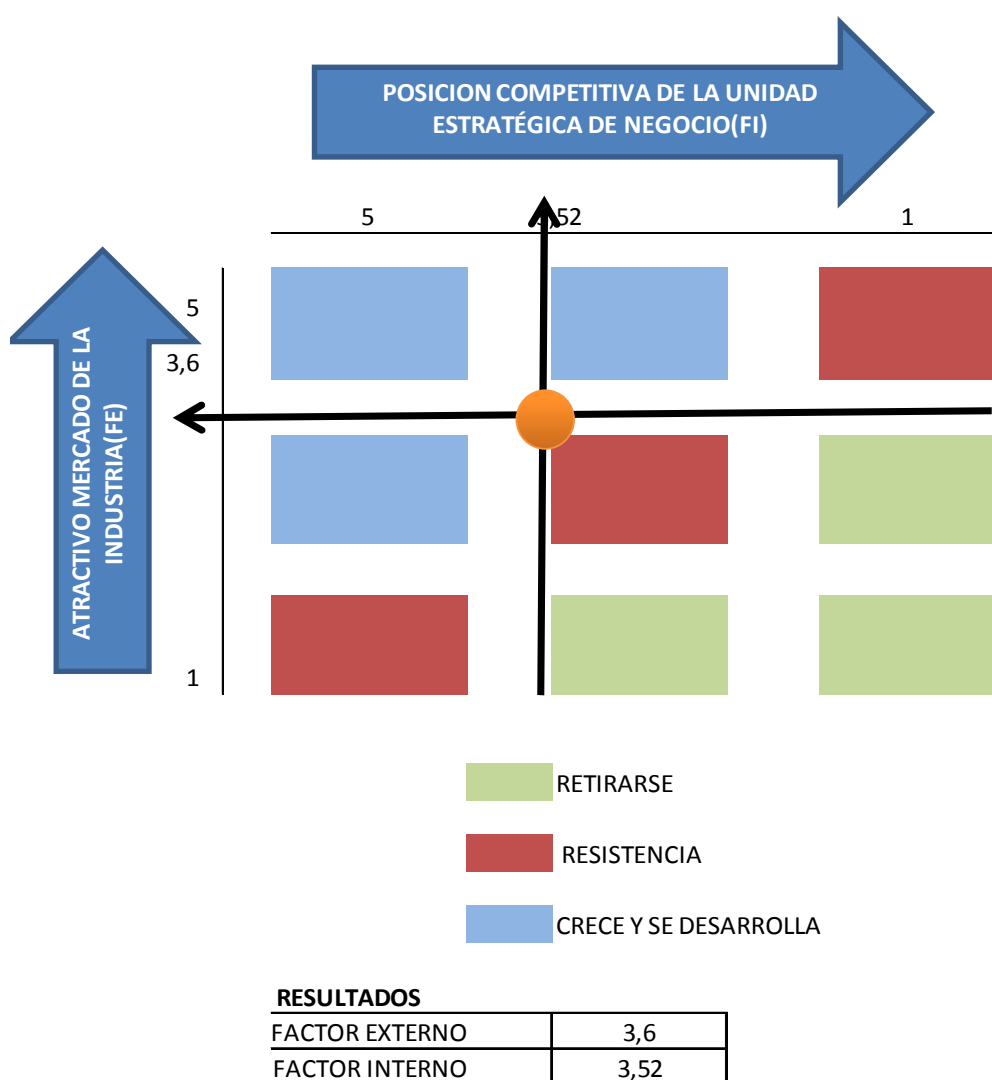 POSICION COMPETITIVA DE LA UNIDAD
ESTRATÉGICA DE NEGOCIO(FI)
5 3,52 1
ATRACTIVO MERCADO DE LA
INDUSTRIA(FE)
5
3,6
1
RETIRARSE
RESISTENCIA
CRECE Y SE DESARROLLA
RESULTADOS
FACTOR EXTERNO 3,6
FACTOR INTERNO 3,52